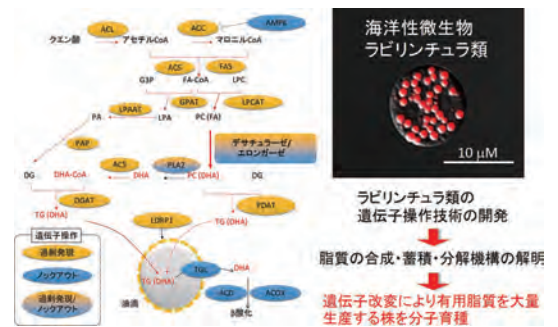 ACL
ACC
AMPK
クエン酸
アセチルCoA
マロニルCoA
ACC
FAS
G3P
FA-CoA
LPC
GPAT
LPCAT
LPAAT
PA
LPA
PC (FA)
PAP
デサチュラーゼ/
エロンガーゼ
ACS
PLA2
DG
DHA-CoA
DHA
PC (DHA)
DG
DGAT
PDAT
TG (DHA)
LDRP1
TG (DHA)
遺伝子操作
過剰発現
ノックアウト
過剰発現/
ノックアウト
TG (DHA)
油滴
TGL
DHA
ACD
ACOX
β酸化
海洋性微生物
ラビリンチュラ類
10 μM
ラビリンチュラ類の
遺伝子操作技術の開発
脂質の合成・蓄積・分解機構の解明
遺伝子改変により有用脂質を大量
生産する株を分子育種